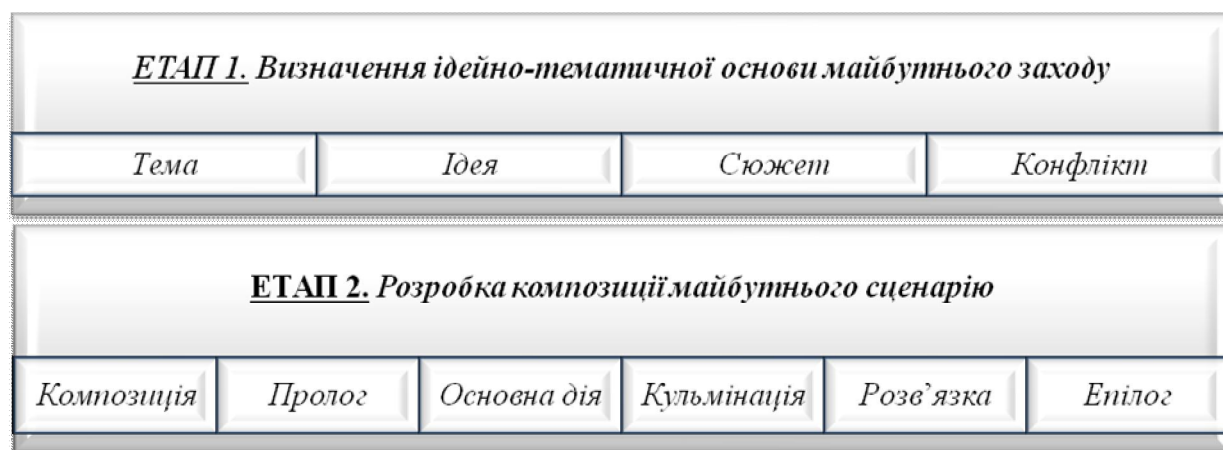 ЕТАП 1. Визначення ідейно-тематичної основи майбутнього заходу
Тема Ідея Сюжет Конфлікт
ЕТАП 2. Розробка композиції майбутнього сценарію
Композиція Пролог Основна дія Кульмінація Розв’язка Епілог